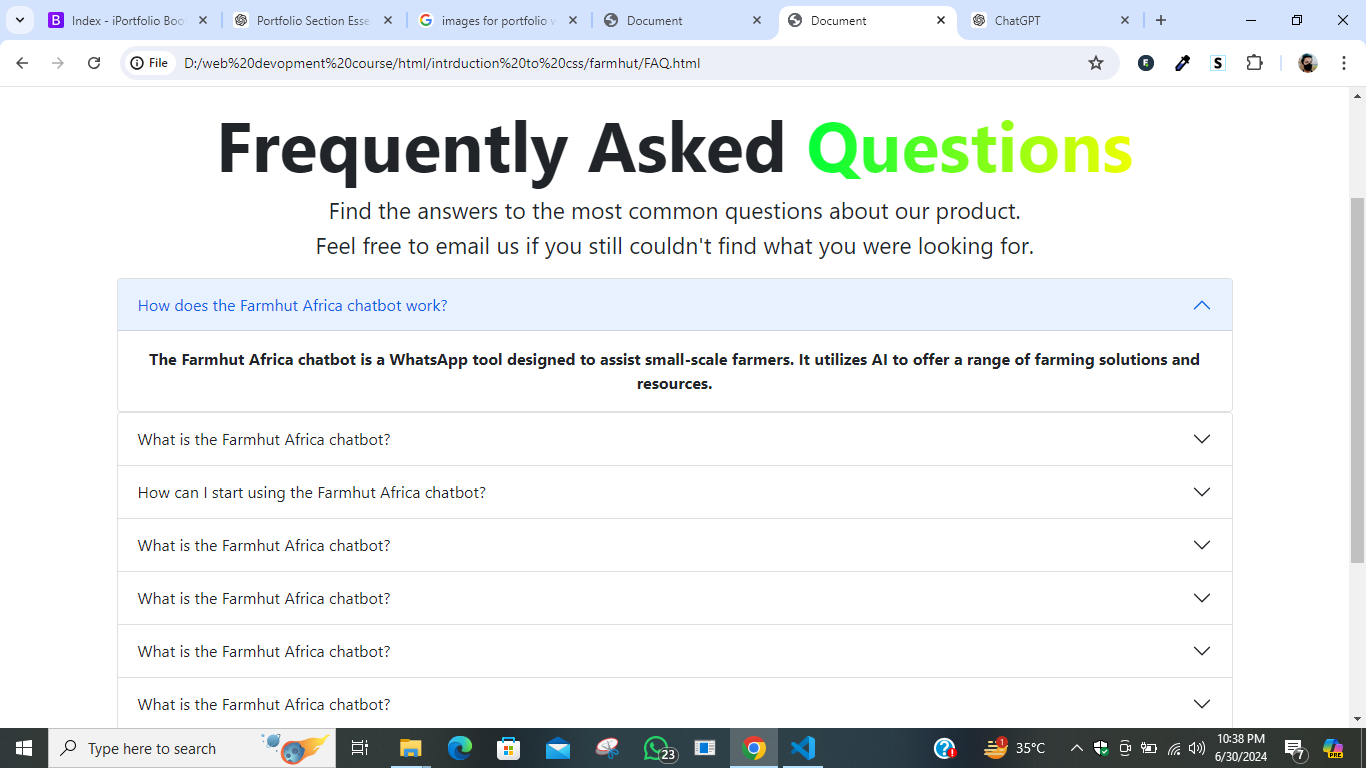 Index - iPortfolio Boo
Portfolio Section Esse
images for portfolio w
Document
Document
ChatGPT
File
D:/web%20devopment%20course/html/intrduction%20to%20css/farmhut/FAQ.html
Frequently Asked Questions
Find the answers to the most common questions about our product.
Feel free to email us if you still couldn't find what you were looking for.
How does the Farmhut Africa chatbot work?
The Farmhut Africa chatbot is a WhatsApp tool designed to assist small-scale farmers. It utilizes AI to offer a range of farming solutions and
resources.
What is the Farmhut Africa chatbot?
How can I start using the Farmhut Africa chatbot?
What is the Farmhut Africa chatbot?
What is the Farmhut Africa chatbot?
What is the Farmhut Africa chatbot?
What is the Farmhut Africa chatbot?
Type here to search
23
1
35°C
10:38 PM
6/30/2024
7
PRE